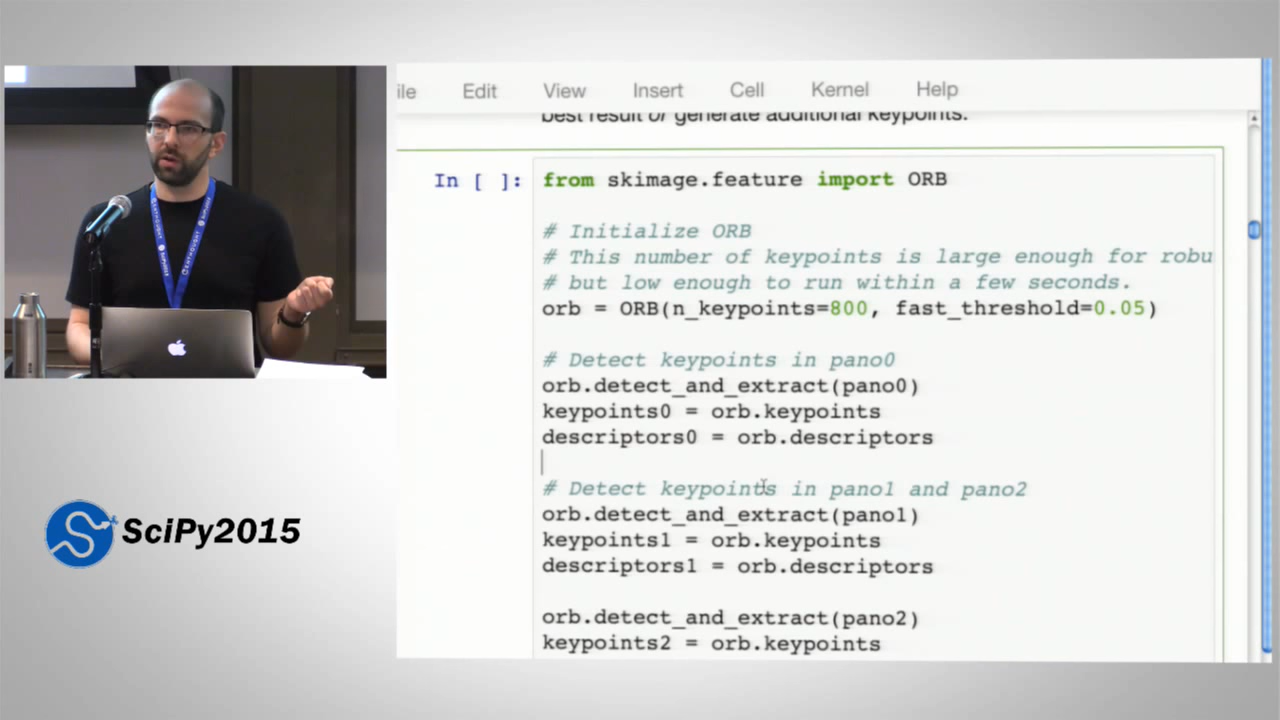 ile Edit View Insert Cell Kernel Help
best result or generate additional keypoints.
In [ ]: from skimage.feature import ORB
# Initialize ORB
# This number of keypoints is large enough for robu
# but low enough to run within a few seconds.
orb = ORB(n_keypoints=800, fast_threshold=0.05)
# Detect keypoints in pano0
orb.detect_and_extract(pano0)
keypoints0 = orb.keypoints
descriptors0 = orb.descriptors
# Detect keypoints in pano1 and pano2
orb.detect_and_extract(pano1)
keypoints1 = orb.keypoints
descriptors1 = orb.descriptors
orb.detect_and_extract(pano2)
keypoints2 = orb.keypoints
ENTHOUGHT
SciPy2015